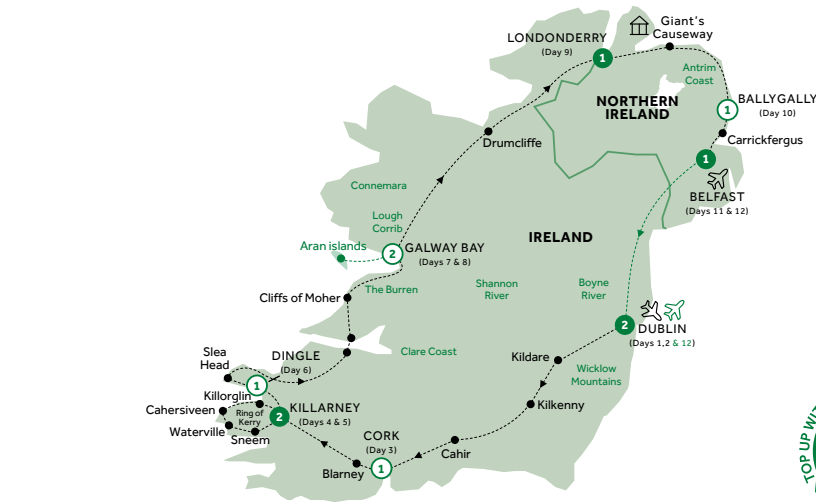 Giant's
Causeway
LONDONDERRY
(Day 9)
1
Antrim
Coast
NORTHERN
IRELAND
1
BALLYGALLY
(Day 10)
Carrickfergus
Drumcliffe
1
BELFAST
(Days 11 & 12)
Connemara
Lough
Corrib
Aran islands
2
GALWAY BAY
(Days 7 & 8)
IRELAND
The Burren
Shannon
River
Boyne
River
Cliffs of Moher
2
DUBLIN
(Days 1,2 & 12)
Clare Coast
Slea
Head
DINGLE
(Day 6)
1
Kildare
Wicklow
Mountains
Killorglin
Cahersiveen
Ring of
Kerry
2
KILLARNEY
(Days 4 & 5)
Kilkenny
Waterville
Sneem
CORK
(Day 3)
1
Blarney
Cahir
TOP UP WIT